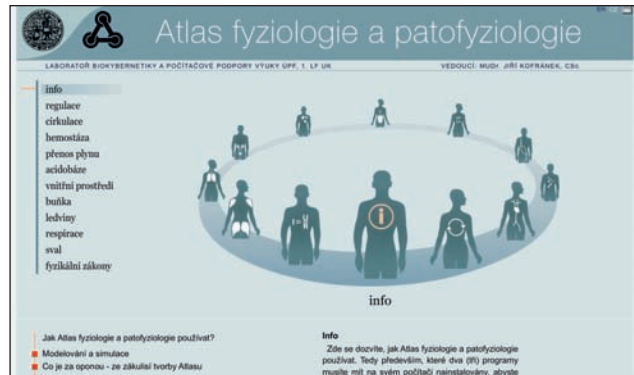 Atlas fyziologie a patofyziologie
LABORATOŘ BIOKYBERNETIKY A POČÍTAČOVÉ PODPORY VÝUKY ÚPF, 1. LF UK
VEDOUCÍ: MUDr. JIŘÍ KOFRÁNEK, CSc.
info
regulace
cirkulace
hemostáza
přenos plynu
acidobáze
vnitřní prostředí
buňka
ledviny
respirace
sval
fyzikální zákony
i
info
Jak Atlas fyziologie a patofyziologie používat?
Modelování a simulace
Co je za oponou - ze zákulisí tvorby Atlasu
Info
Zde se dozvíte, jak Atlas fyziologie a patofyziologie
používat. Tedy především, které dva (tři) programy
musíte mít na svém počítači nainstalovány, abyste